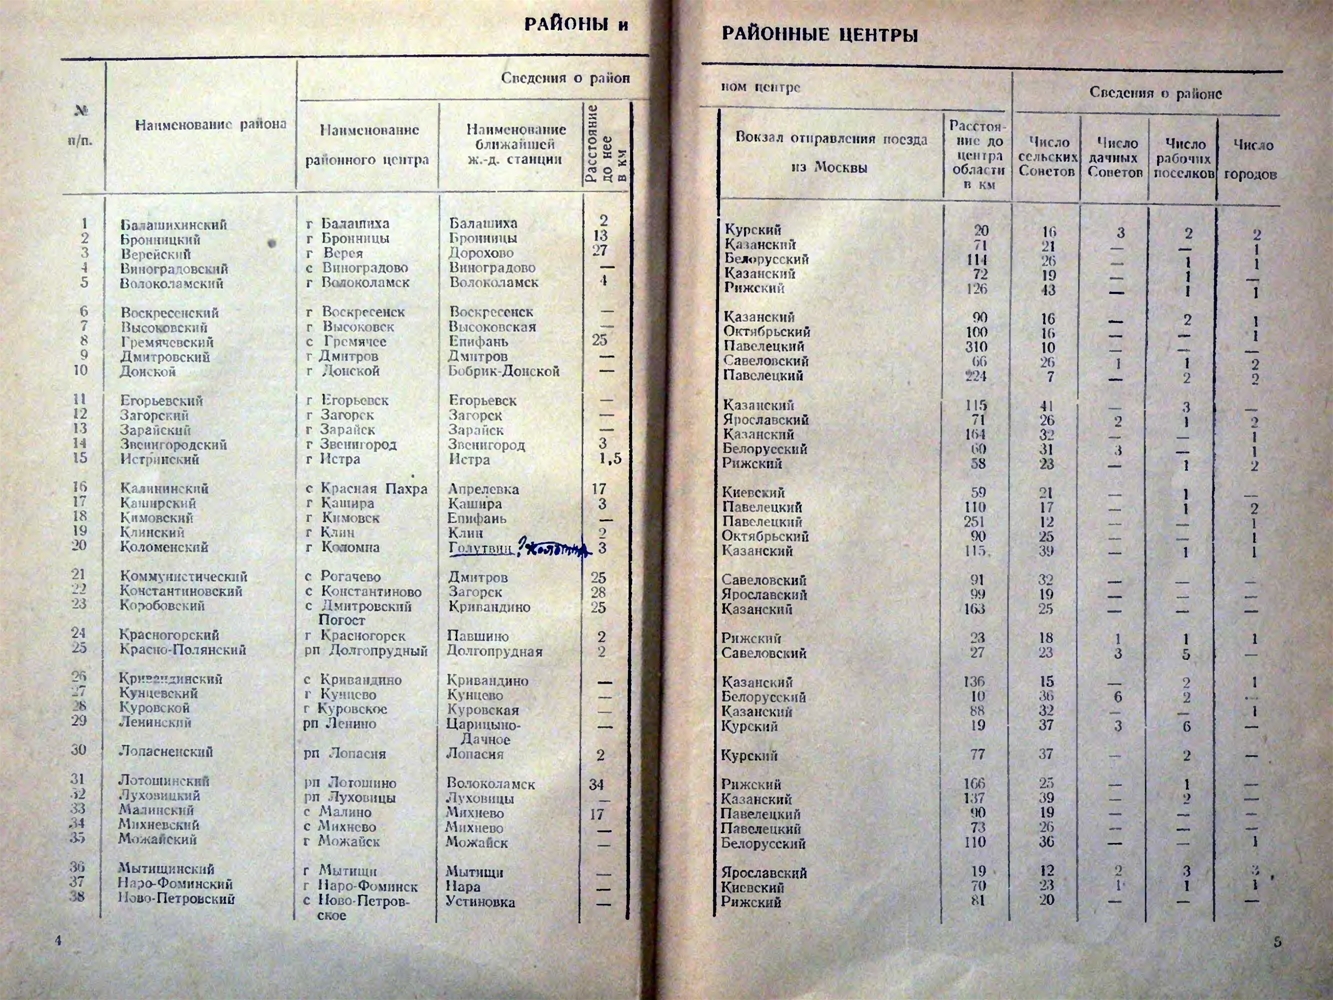 РАЙОНЫ и РАЙОННЫЕ ЦЕНТРЫ
№ п/п.
Наименование района
Сведения о район
ном центре
Сведения о районе
Наименование районного центра
Наименование ближайшей ж.-д. станции
Расстояние до нее в км
Вокзал отправления поезда из Москвы
Расстоя-
ние до центра области в км
Число сельских Советов
Число дачных Советов
Число рабочих поселков
Число городов
1 Балашихинский г Балашиха Балашиха 2 Курский 20 16 3 2 2
2 Бронницкий г Бронницы Бронницы 13 Казанский 71 21 — — 1
3 Верейский г Верея Дорохово 27 Белорусский 114 26 — 1 1
4 Виноградовский с Виноградово Виноградово — Казанский 72 19 — 1 —
5 Волоколамский г Волоколамск Волоколамск 4 Рижский 126 43 — 1 1
6 Воскресенский г Воскресенск Воскресенск — Казанский 90 16 — 2 1
7 Высоковский г Высоковск Высоковская — Октябрьский 100 16 — — 1
8 Гремячевский с Гремячее Епифань 25 Павелецкий 310 10 — — —
9 Дмитровский г Дмитров Дмитров — Савеловский 66 26 1 1 2
10 Донской г Донской Бобрик-Донской — Павелецкий 224 7 — 2 2
11 Егорьевский г Егорьевск Егорьевск — Казанский 115 41 — 3 —
12 Загорский г Загорск Загорск — Ярославский 71 26 2 1 2
13 Зарайский г Зарайск Зарайск — Казанский 164 32 — — 1
14 Звенигородский г Звенигород Звенигород 3 Белорусский 60 31 3 — 1
15 Истринский г Истра Истра 1,5 Рижский 58 23 — 1 2
16 Калининский с Красная Пахра Апрелевка 17 Киевский 59 21 — 1 —
17 Каширский г Кашира Кашира 3 Павелецкий 110 17 — 1 2
18 Кимовский г Кимовск Епифань — Павелецкий 251 12 — — 1
19 Клинский г Клин Клин 2 Октябрьский 90 25 — — 1
20 Коломенский г Коломна Голутвин ? 3 Казанский 115 39 — 1 1
21 Коммунистический с Рогачево Дмитров 25 Савеловский 91 32 — — —
22 Константиновский с Константиново Загорск 28 Ярославский 99 19 — — —
23 Коробовский с Дмитровский Кривандино 25 Казанский 163 25 — — —
Погост
24 Красногорский г Красногорск Павшино 2 Рижский 23 18 1 1 1
25 Красно-Полянский рп Долгопрудный Долгопрудная 2 Савеловский 27 23 3 5 —
26 Кривандинский с Кривандино Кривандино — Казанский 136 15 — 2 1
27 Кунцевский г Кунцево Кунцево — Белорусский 10 36 6 2 —
28 Куровской г Куровское Куровская — Казанский 88 32 — — 1
29 Ленинский рп Ленино Царицыно- — Курский 19 37 3 6 —
Дачное
30 Лопасненский рп Лопасня Лопасня 2 Курский 77 37 — 2 —
31 Лотошинский рп Лотошино Волоколамск 34 Рижский 166 25 — 1 —
32 Луховицкий рп Луховицы Луховицы — Казанский 137 39 — 2 —
33 Малинский с Малино Михнево 17 Павелецкий 90 19 — — —
34 Михневский с Михнево Михнево — Павелецкий 73 26 — — —
35 Можайский г Можайск Можайск — Белорусский 110 36 — — 1
36 Мытищинский г Мытищи Мытищи — Ярославский 19 12 2 3 3
37 Наро-Фоминский г Наро-Фоминск Нара — Киевский 70 23 1 1 1
38 Ново-Петровский с Ново-Петров- Устиновка — Рижский 81 20 — — —
ское
4
5